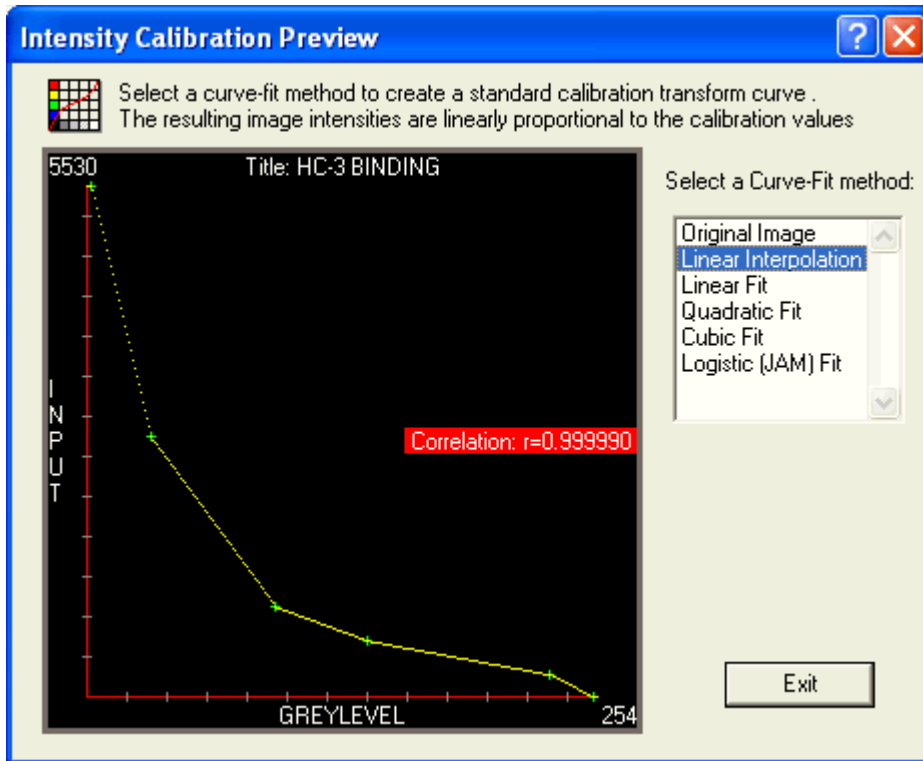 Intensity Calibration Preview
Select a curve-fit method to create a standard calibration transform curve .
The resulting image intensities are linearly proportional to the calibration values
5530
Title: HC-3 BINDING
INPUT
Correlation: r=0.999990
GREYLEVEL
254
Select a Curve-Fit method:
Original Image
Linear Interpolation
Linear Fit
Quadratic Fit
Cubic Fit
Logistic (JAM) Fit
Exit